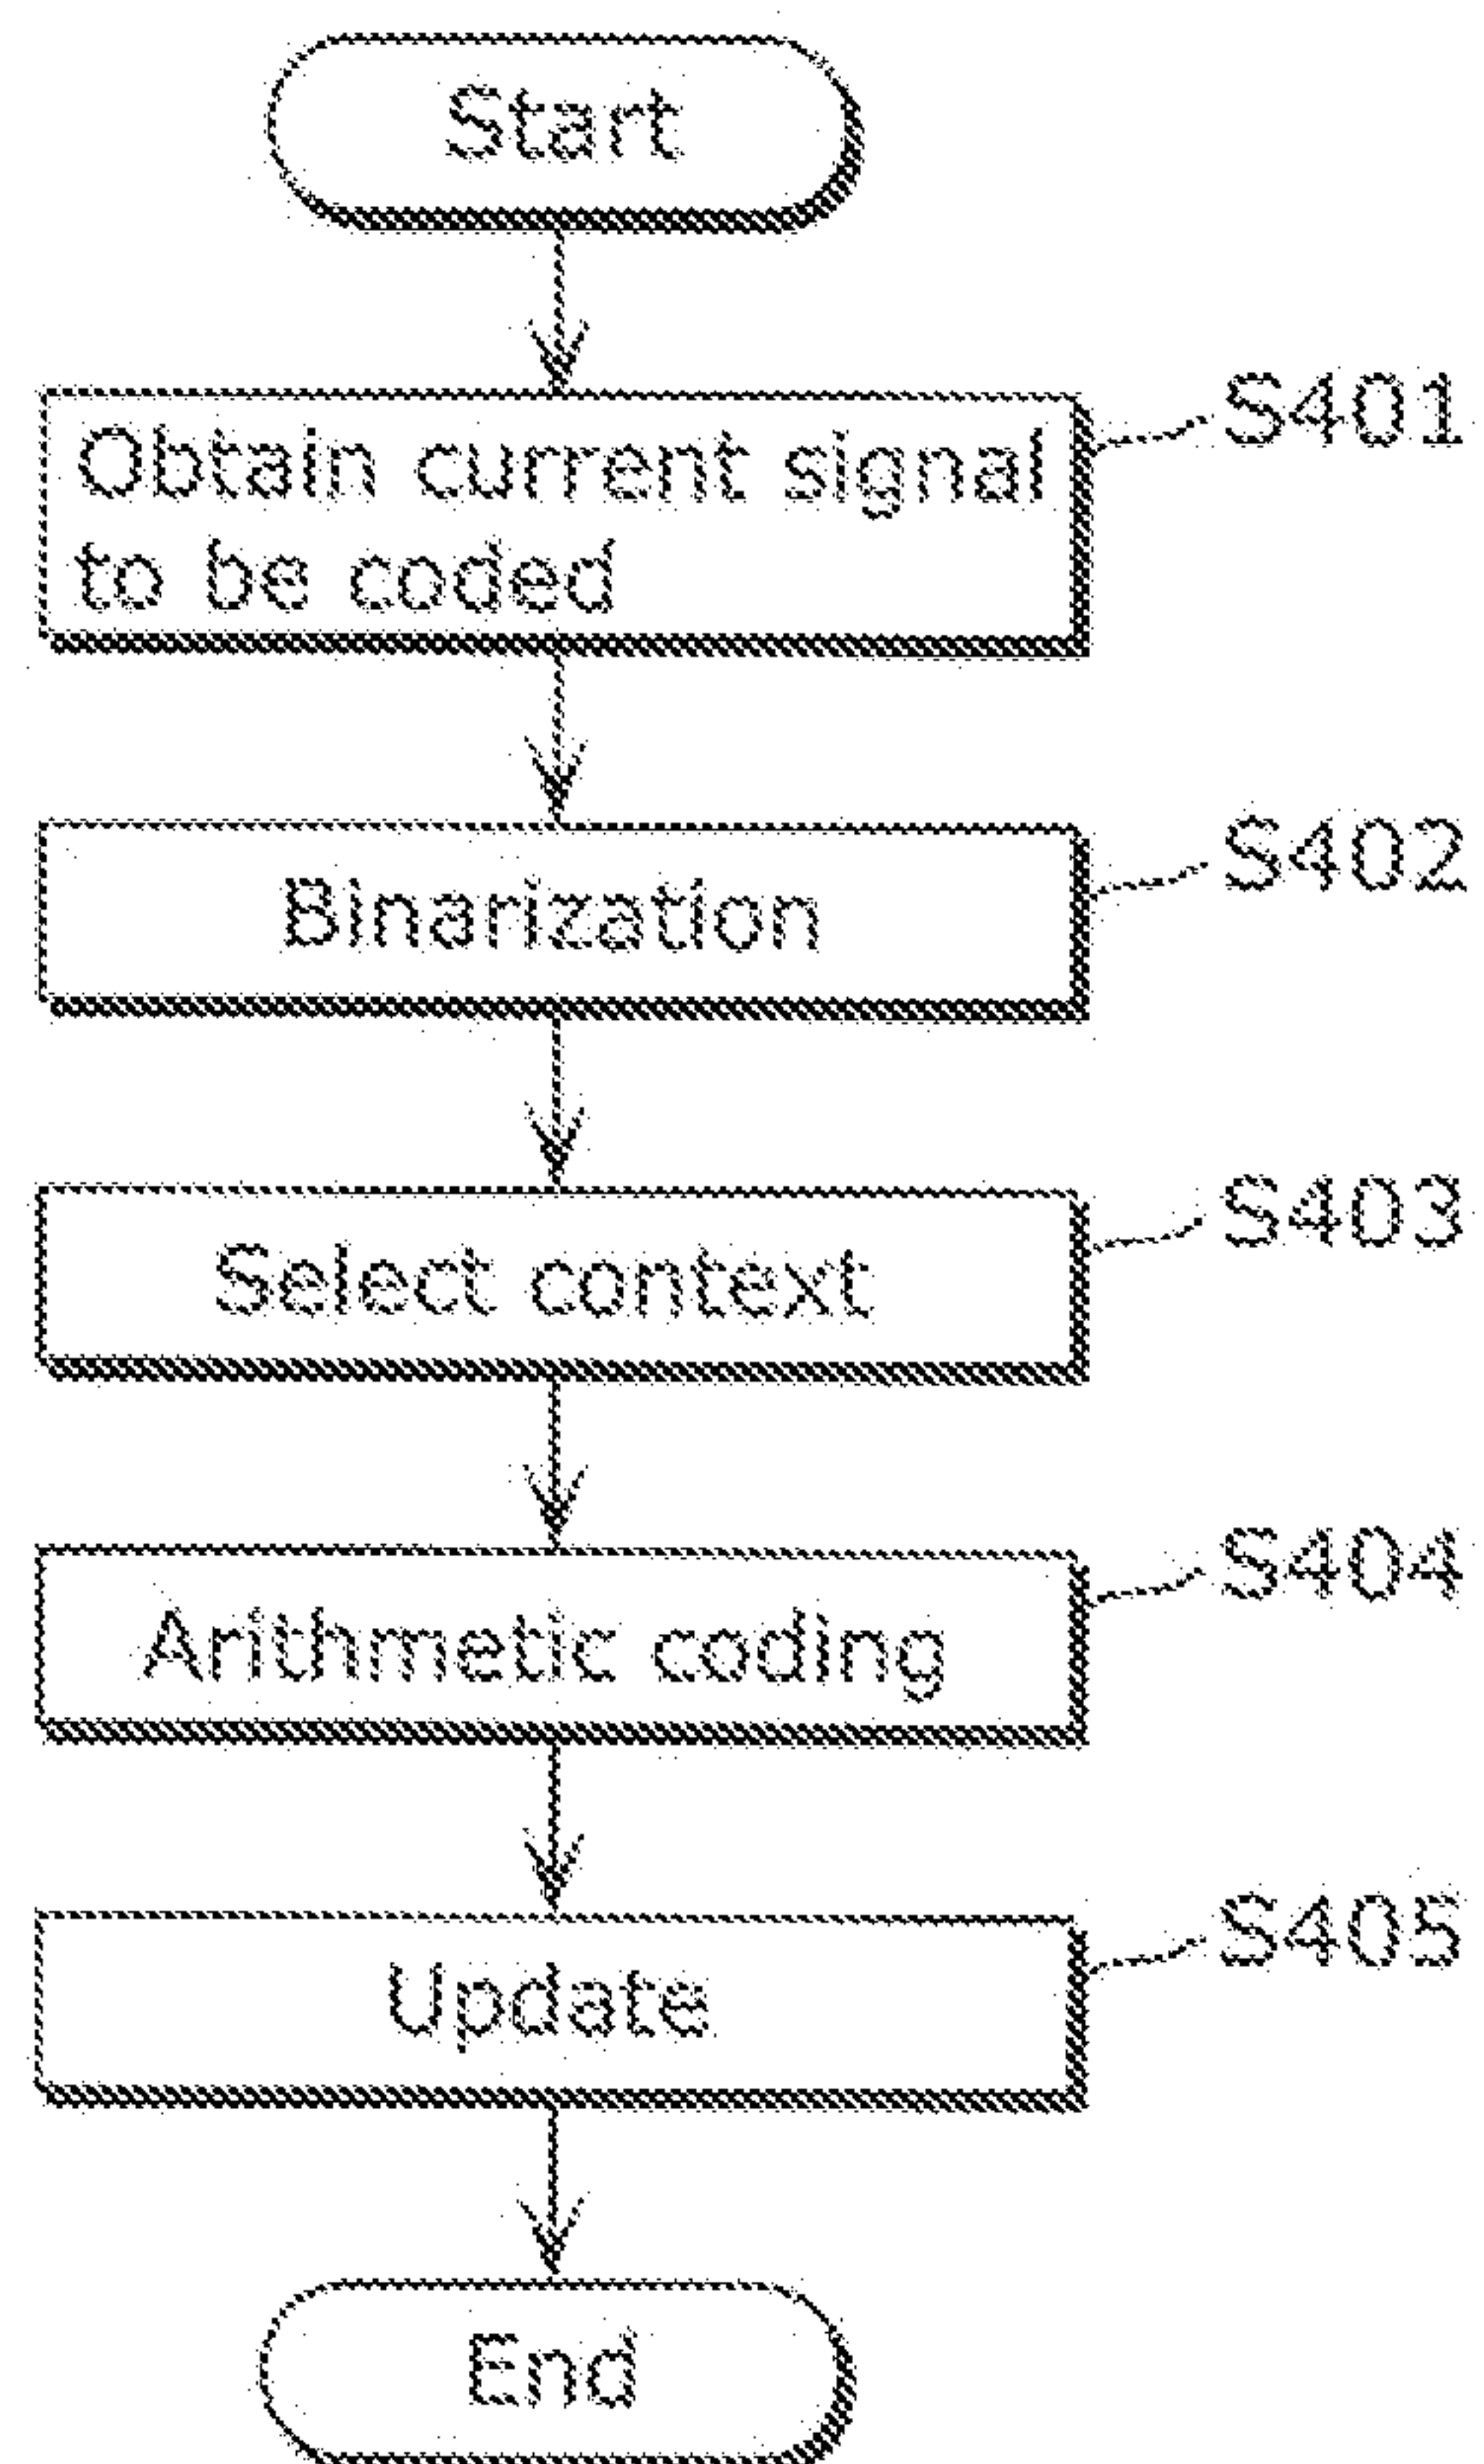 Start
Obtain current signal
to be coded
S401
Binarization
S402
Select context
S403
Arithmetic coding
S404
Update
S405
End